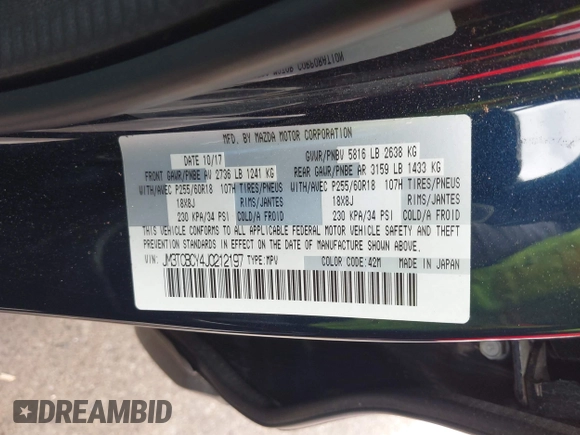 MFD. BY MAZDA MOTOR CORPORATION
DATE 10/17 GVWR/PNBV 5816 LB 2638 KG
FRONT GAWR/PNBE AV 2736 LB 1241 KG REAR GAWR/PNBE AR 3159 LB 1433 KG
WITH/AVEC P255/60R18 107H TIRES/PNEUS WITH/AVEC P255/60R18 107H TIRES/PNEUS
18X8J RIMS/JANTES 18X8J RIMS/JANTES
230 KPA/34 PSI COLD/A FROID 230 KPA/34 PSI COLD/A FROID
THIS VEHICLE CONFORMS TO ALL APPLICABLE FEDERAL MOTOR VEHICLE SAFETY AND
THEFT PREVENTION STANDARDS IN EFFECT ON THE DATE OF MANUFACTURE SHOWN ABOVE.
VIN: JM3TCBCY4J0212197 TYPE: MPV COLOR CODE: 42M MADE IN JAPAN
DREAMBID